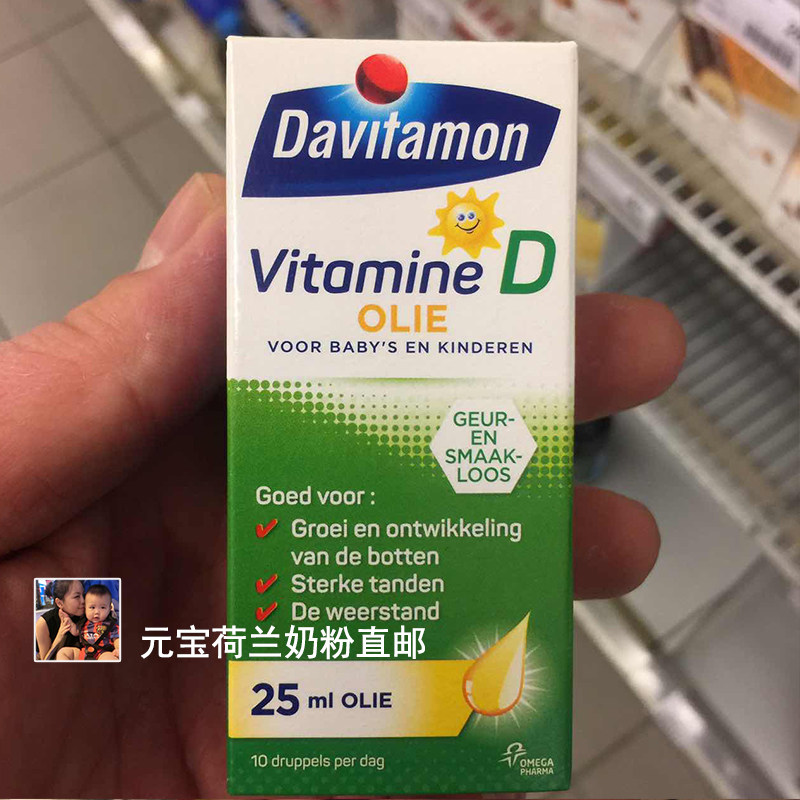 Davitamon
Vitamine D
OLIE
VOOR BABY'S EN KINDEREN
GEUR-
EN
SMAAK-
LOOS
Goed voor :
Groei en ontwikkeling
van de botten
Sterke tanden
De weerstand
元宝荷兰奶粉直邮
25 ml OLIE
10 druppels per dag
OMEGA
PHARMA